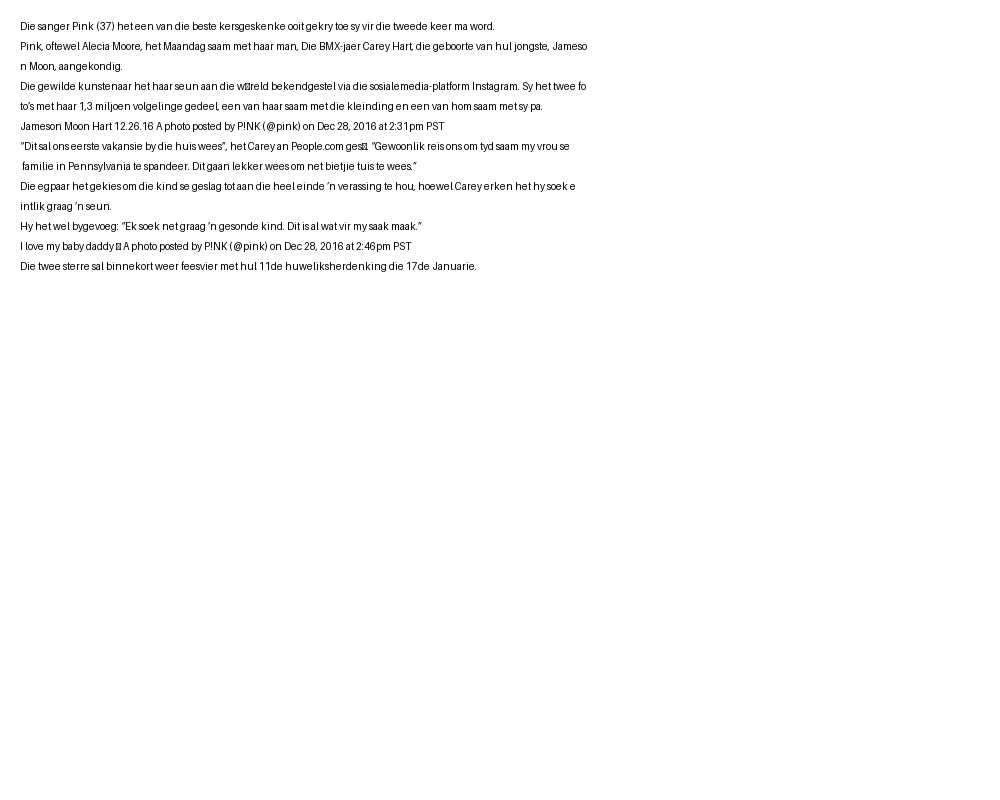 Die sanger Pink (37) het een van die beste kersgeskenke ooit gekry toe sy vir die tweede keer ma word.
Pink, oftewel Alecia Moore, het Maandag saam met haar man, Die BMX-jaer Carey Hart, die geboorte van hul jongste, Jameso
n Moon, aangekondig.
Die gewilde kunstenaar het haar seun aan die w▯reld bekendgestel via die sosialemedia-platform Instagram. Sy het twee fo
to’s met haar 1,3 miljoen volgelinge gedeel, een van haar saam met die kleinding en een van hom saam met sy pa.
Jameson Moon Hart 12.26.16 A photo posted by P!NK (@pink) on Dec 28, 2016 at 2:31pm PST
“Dit sal ons eerste vakansie by die huis wees”, het Carey an People.com ges▯. “Gewoonlik reis ons om tyd saam my vrou se
familie in Pennsylvania te spandeer. Dit gaan lekker wees om net bietjie tuis te wees.”
Die egpaar het gekies om die kind se geslag tot aan die heel einde ’n verassing te hou, hoewel Carey erken het hy soek e
intlik graag ’n seun.
Hy het wel bygevoeg: “Ek soek net graag ’n gesonde kind. Dit is al wat vir my saak maak.”
I love my baby daddy ▯ A photo posted by P!NK (@pink) on Dec 28, 2016 at 2:46pm PST
Die twee sterre sal binnekort weer feesvier met hul 11de huweliksherdenking die 17de Januarie.